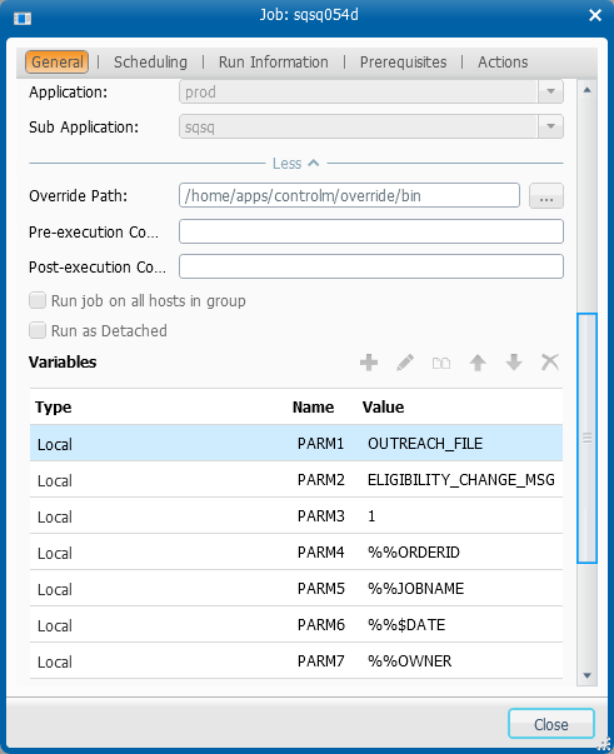 Job: sqsq054d
General | Scheduling | Run Information | Prerequisites | Actions
Application: prod
Sub Application: sqsq
Less
Override Path: /home/apps/controlm/override/bin ...
Pre-execution Co...
Post-execution Co...
Run job on all hosts in group
Run as Detached
Variables
Type Name Value
Local PARM1 OUTREACH_FILE
Local PARM2 ELIGIBILITY_CHANGE_MSG
Local PARM3 1
Local PARM4 %%ORDERID
Local PARM5 %%JOBNAME
Local PARM6 %%$DATE
Local PARM7 %%OWNER
Close